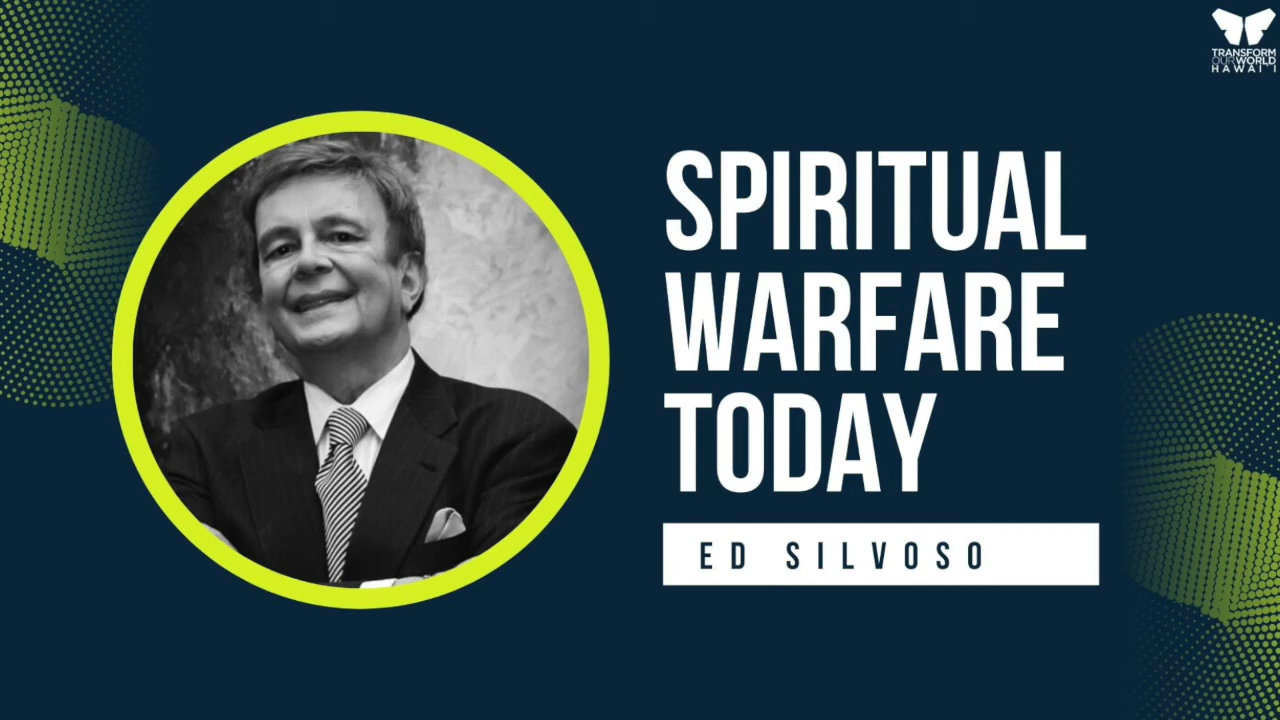 TRANSFORM
OUR WORLD
HAWAI'I
SPIRITUAL
WARFARE
TODAY
ED SILVOSO